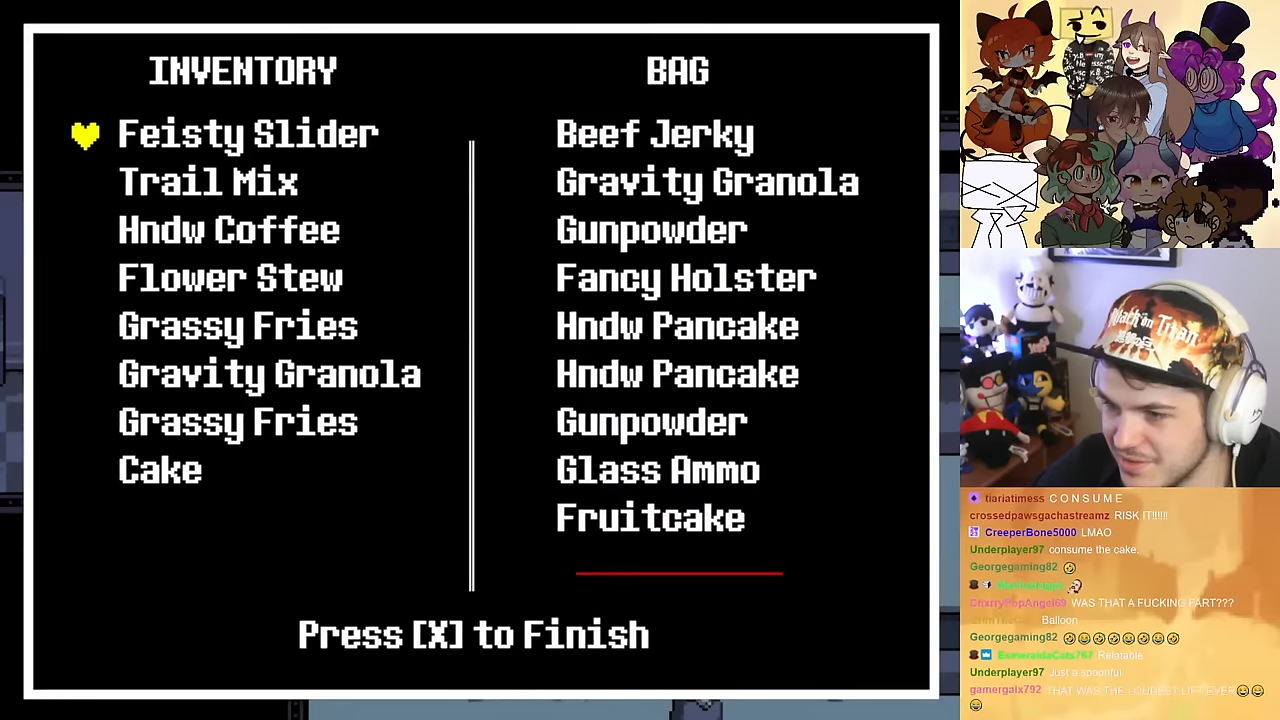 INVENTORY
Feisty Slider
Trail Mix
Hndw Coffee
Flower Stew
Grassy Fries
Gravity Granola
Grassy Fries
Cake
BAG
Beef Jerky
Gravity Granola
Gunpowder
Fancy Holster
Hndw Pancake
Hndw Pancake
Gunpowder
Glass Ammo
Fruitcake
Press [X] to Finish
tiariatimess C O N S U M E
crossedpawsgachastreamz RISK IT!!!!!!
CreeperBone5000 LMAO
Underplayer97 consume the cake.
Georgegaming82
WAS THAT A FUCKING FART???
Balloon
Georgegaming82
EsmeraldaCats767 Relatable
Underplayer97 Just a spoonful
gamergalx792 THAT WAS THE LOUDEST LIFT EVER